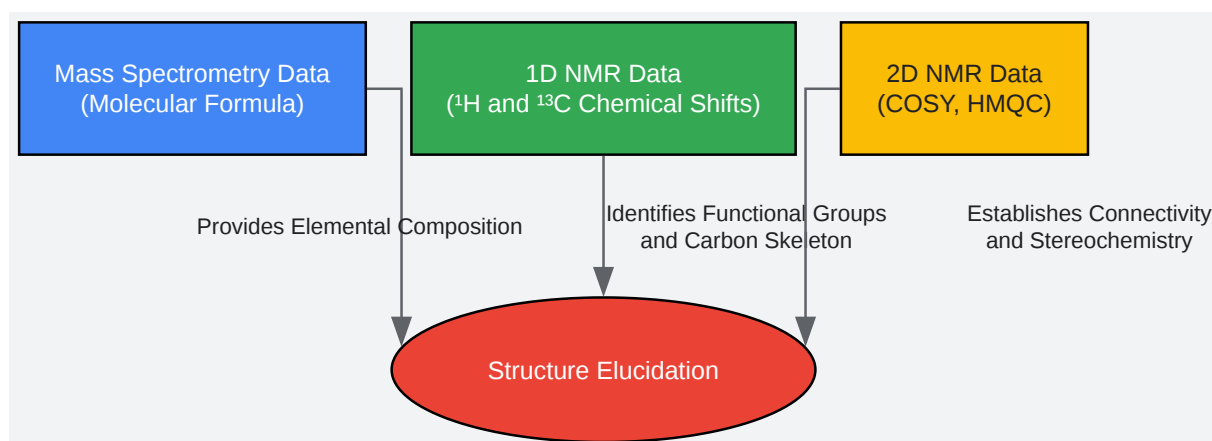 Mass Spectrometry Data
(Molecular Formula)
1D NMR Data
(¹H and ¹³C Chemical Shifts)
2D NMR Data
(COSY, HMQC)
Provides Elemental Composition
Identifies Functional Groups
and Carbon Skeleton
Establishes Connectivity
and Stereochemistry
Structure Elucidation